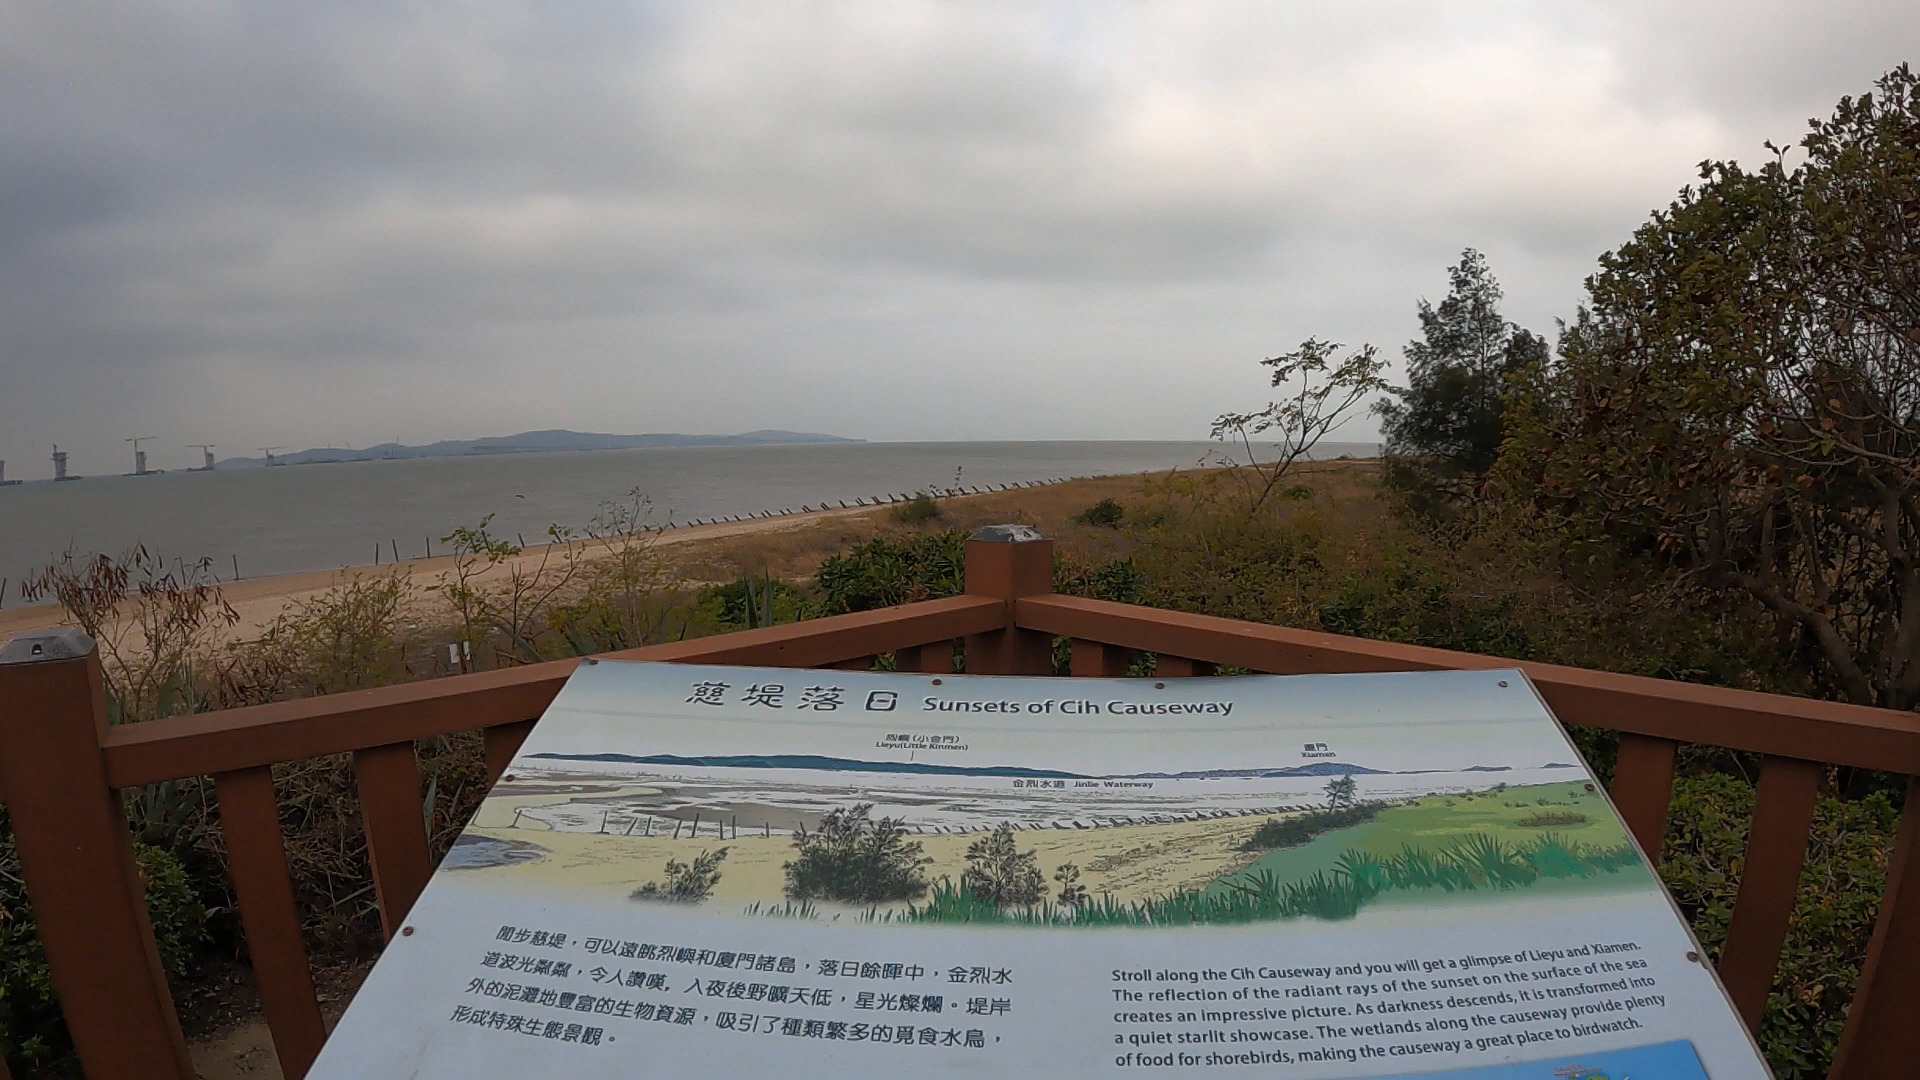 慈堤落日 Sunsets of Cih Causeway
烈嶼(小金門)
Lieyu(Little Kinmen)
廈門
Xiamen
金烈水道 Jinlie Waterway
閒步慈堤，可以遠眺烈嶼和廈門諸島，落日餘暉中，金烈水
道波光粼粼，令人讚嘆，入夜後野曠天低，星光燦爛。堤岸
外的泥灘地豐富的生物資源，吸引了種類繁多的覓食水鳥，
形成特殊生態景觀。
Stroll along the Cih Causeway and you will get a glimpse of Lieyu and Xiamen.
The reflection of the radiant rays of the sunset on the surface of the sea
creates an impressive picture. As darkness descends, it is transformed into
a quiet starlit showcase. The wetlands along the causeway provide plenty
of food for shorebirds, making the causeway a great place to birdwatch.